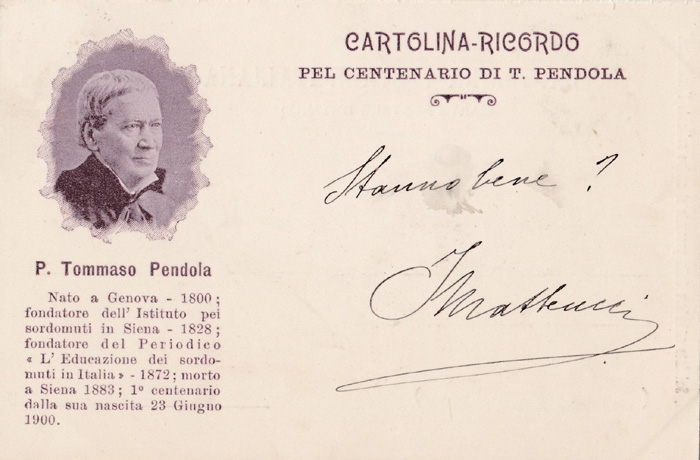 CARTOLINA-RICORDO
PEL CENTENARIO DI T. PENDOLA
Stanno bene ?
Matteucci
P. Tommaso Pendola
Nato a Genova - 1800 ;
fondatore dell' Istituto pei
sordomuti in Siena - 1828 ;
fondatore del Periodico
« L' Educazione dei sordo-
muti in Italia» - 1872 ; morto
a Siena 1883 ; 1º centenario
dalla sua nascita 23 Giugno
1900.